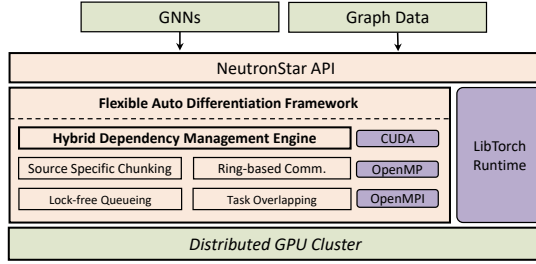 GNNs
Graph Data
NeutronStar API
Flexible Auto Differentiation Framework
Hybrid Dependency Management Engine
CUDA
Source Specific Chunking
Ring-based Comm.
OpenMP
Lock-free Queueing
Task Overlapping
OpenMPI
LibTorch
Runtime
Distributed GPU Cluster